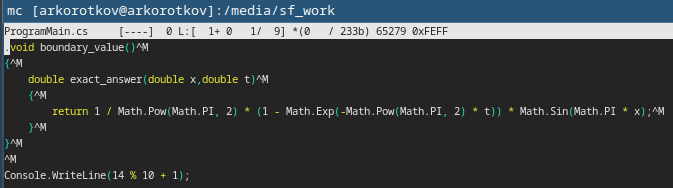 mc [arkorotkov@arkorotkov]:/media/sf_work
ProgramMain.cs     [----]  0 L:[  1+ 0   1/  9] *(0   / 233b) 65279 0xFEFF
.void boundary_value()^M
{^M
    double exact_answer(double x,double t)^M
    {^M
        return 1 / Math.Pow(Math.PI, 2) * (1 - Math.Exp(-Math.Pow(Math.PI, 2) * t)) * Math.Sin(Math.PI * x);^M
    }^M
}^M
^M
Console.WriteLine(14 % 10 + 1);